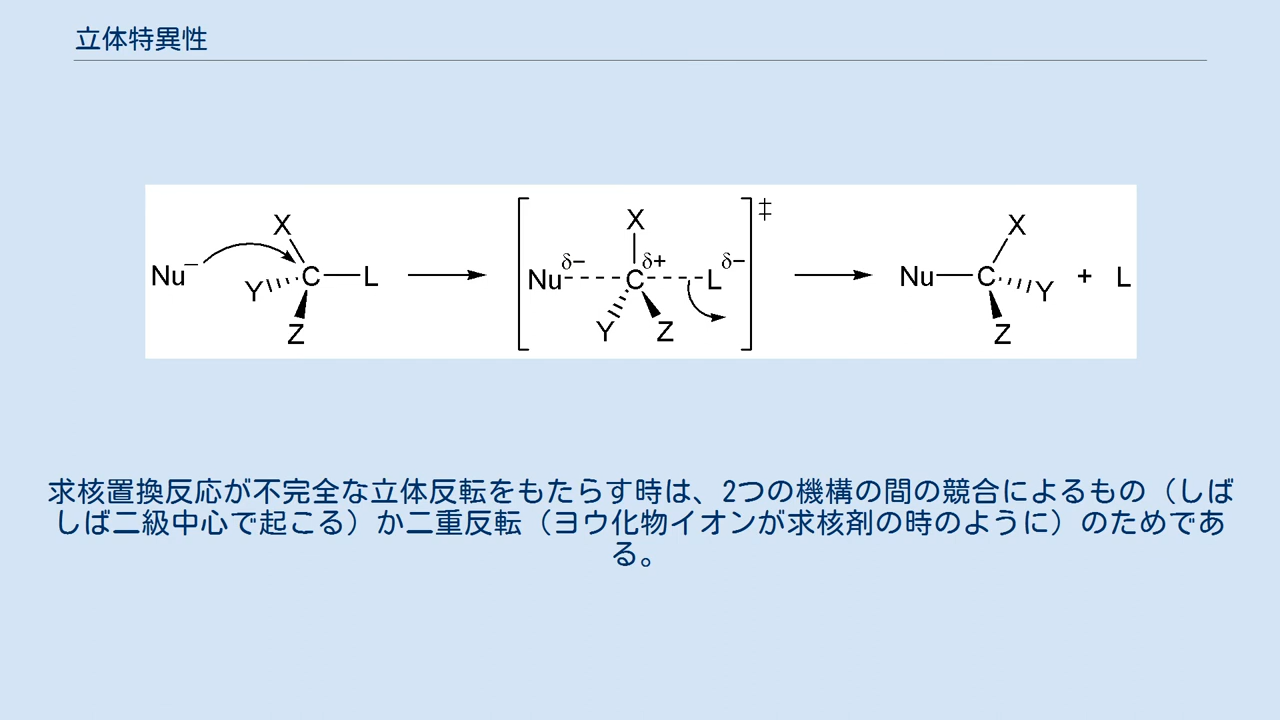 立体特異性
X X X
Nu⁻ Y C L [ Nu δ− C δ+ L δ− ] ‡ Nu C Y + L
Z Y Z Z
求核置換反応が不完全な立体反転をもたらす時は、2つの機構の間の競合によるもの（しば
しば二級中心で起こる）か二重反転（ヨウ化物イオンが求核剤の時のように）のためであ
る。